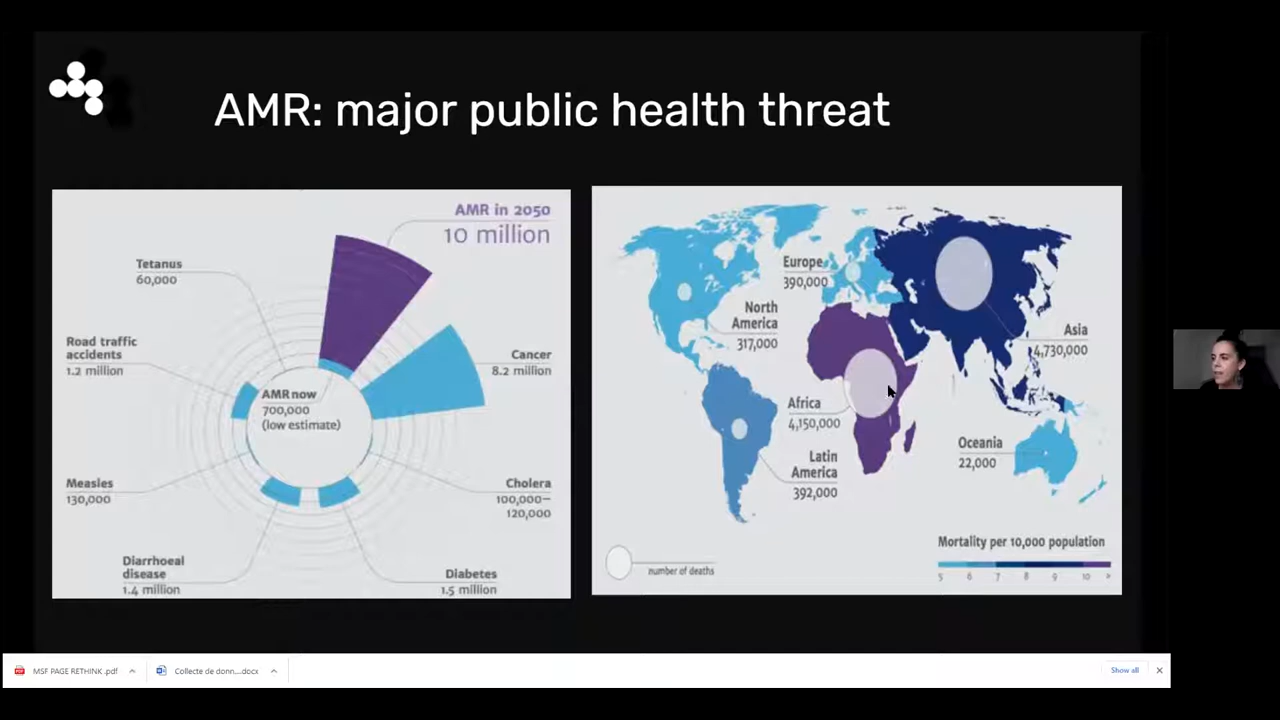 AMR: major public health threat
AMR in 2050
10 million
Tetanus
60,000
Road traffic
accidents
1.2 million
Cancer
8.2 million
AMR now
700,000
(low estimate)
Measles
130,000
Cholera
100,000–
120,000
Diarrhoeal
disease
1.4 million
Diabetes
1.5 million
Europe
390,000
North
America
317,000
Asia
4,730,000
Africa
4,150,000
Latin
America
392,000
Oceania
22,000
Mortality per 10,000 population
5 6 7 8 9 10 »
number of deaths
MSF PAGE RETHINK .pdf
Collecte de donn....docx
Show all